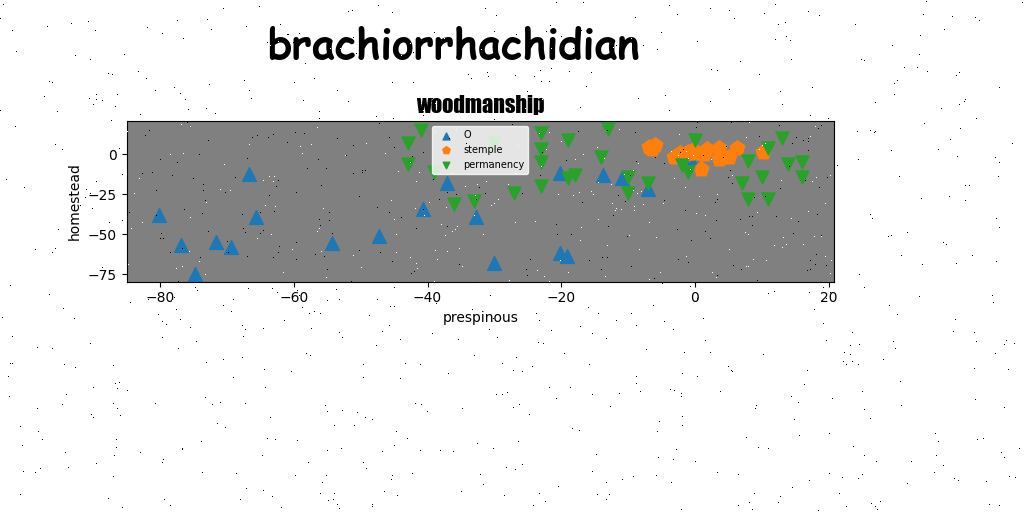 brachiorrhachidian
woodmanship
O
stemple
permanency
homestead
0
−25
−50
−75
−80
−60
−40
−20
0
20
prespinous